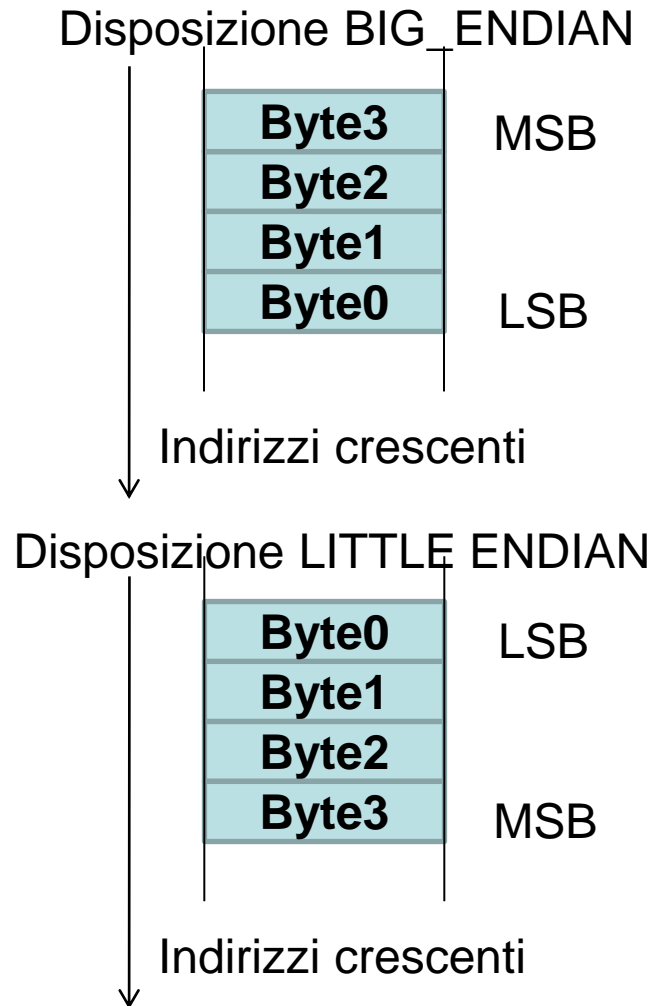 Disposizione BIG_ENDIAN
Byte3 MSB
Byte2
Byte1
Byte0 LSB
Indirizzi crescenti
Disposizione LITTLE ENDIAN
Byte0 LSB
Byte1
Byte2
Byte3 MSB
Indirizzi crescenti